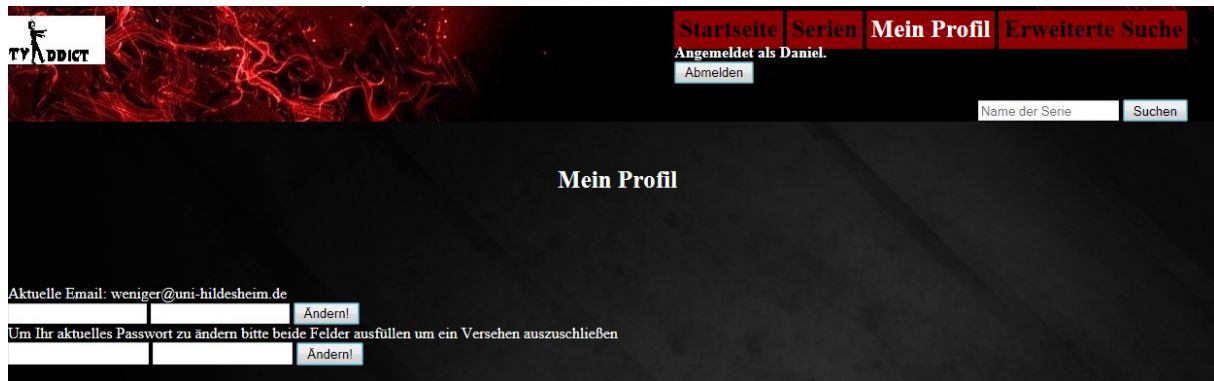 TV ADDICT
Startseite Serien Mein Profil Erweiterte Suche
Angemeldet als Daniel.
Abmelden
Name der Serie Suchen
Mein Profil
Aktuelle Email: weniger@uni-hildesheim.de
Ändern!
Um Ihr aktuelles Passwort zu ändern bitte beide Felder ausfüllen um ein Versehen auszuschließen
Ändern!